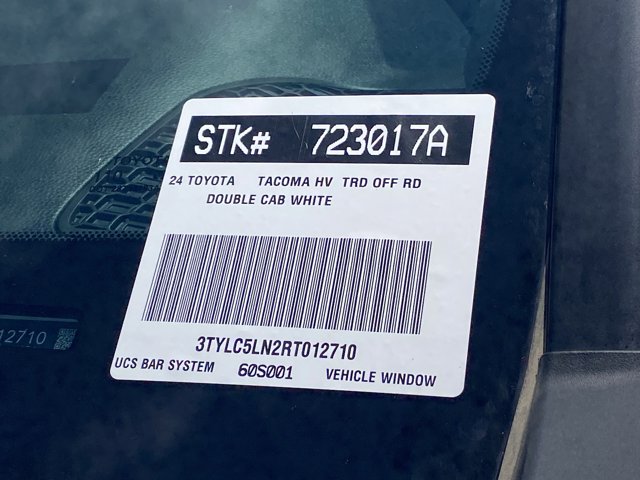 STK# 723017A
24 TOYOTA TACOMA HV TRD OFF RD
DOUBLE CAB WHITE
3TYLC5LN2RT012710
UCS BAR SYSTEM 60S001 VEHICLE WINDOW
TOYOTA
12710